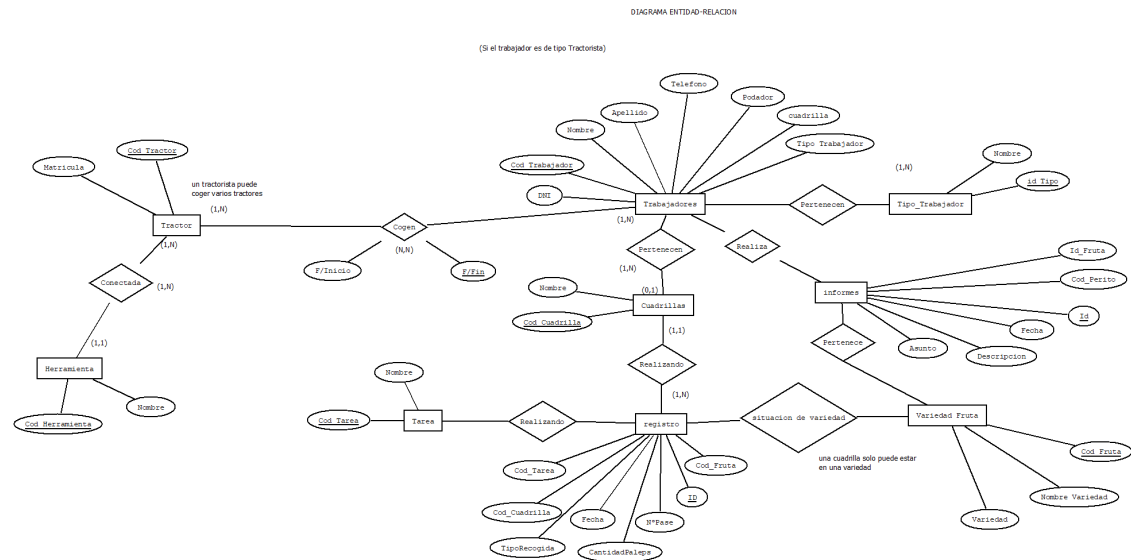 DIAGRAMA ENTIDAD-RELACION
(Si el trabajador es de tipo Tractorista)
Telefono
Podador
Apellido
cuadrilla
Nombre
Tipo Trabajador
Cod Trabajador
DNI
Trabajadores
(1,N)
Cod Tractor
Matricula
un tractorista puede
coger varios tractores
(1,N)
Tractor
(1,N)
Cogen
(N,N)
F/Inicio
F/Fin
Pertenecen
(1,N)
Nombre
id Tipo
Tipo_Trabajador
Pertenecen
(1,N)
Realiza
Conectada
(1,N)
(1,1)
Herramienta
Nombre
Cod Herramienta
Nombre
Cod Cuadrilla
(0,1)
Cuadrillas
(1,1)
Realizando
(1,N)
Id_Fruta
Cod_Perito
informes
Id
Fecha
Descripcion
Asunto
Pertenece
Nombre
Cod Tarea
Tarea
Realizando
registro
situacion de variedad
Variedad Fruta
una cuadrilla solo puede estar
en una variedad
Cod Fruta
Nombre Variedad
Variedad
Cod_Tarea
Cod_Fruta
Cod_Cuadrilla
ID
Fecha
NºPase
TipoRecogida
CantidadPaleps